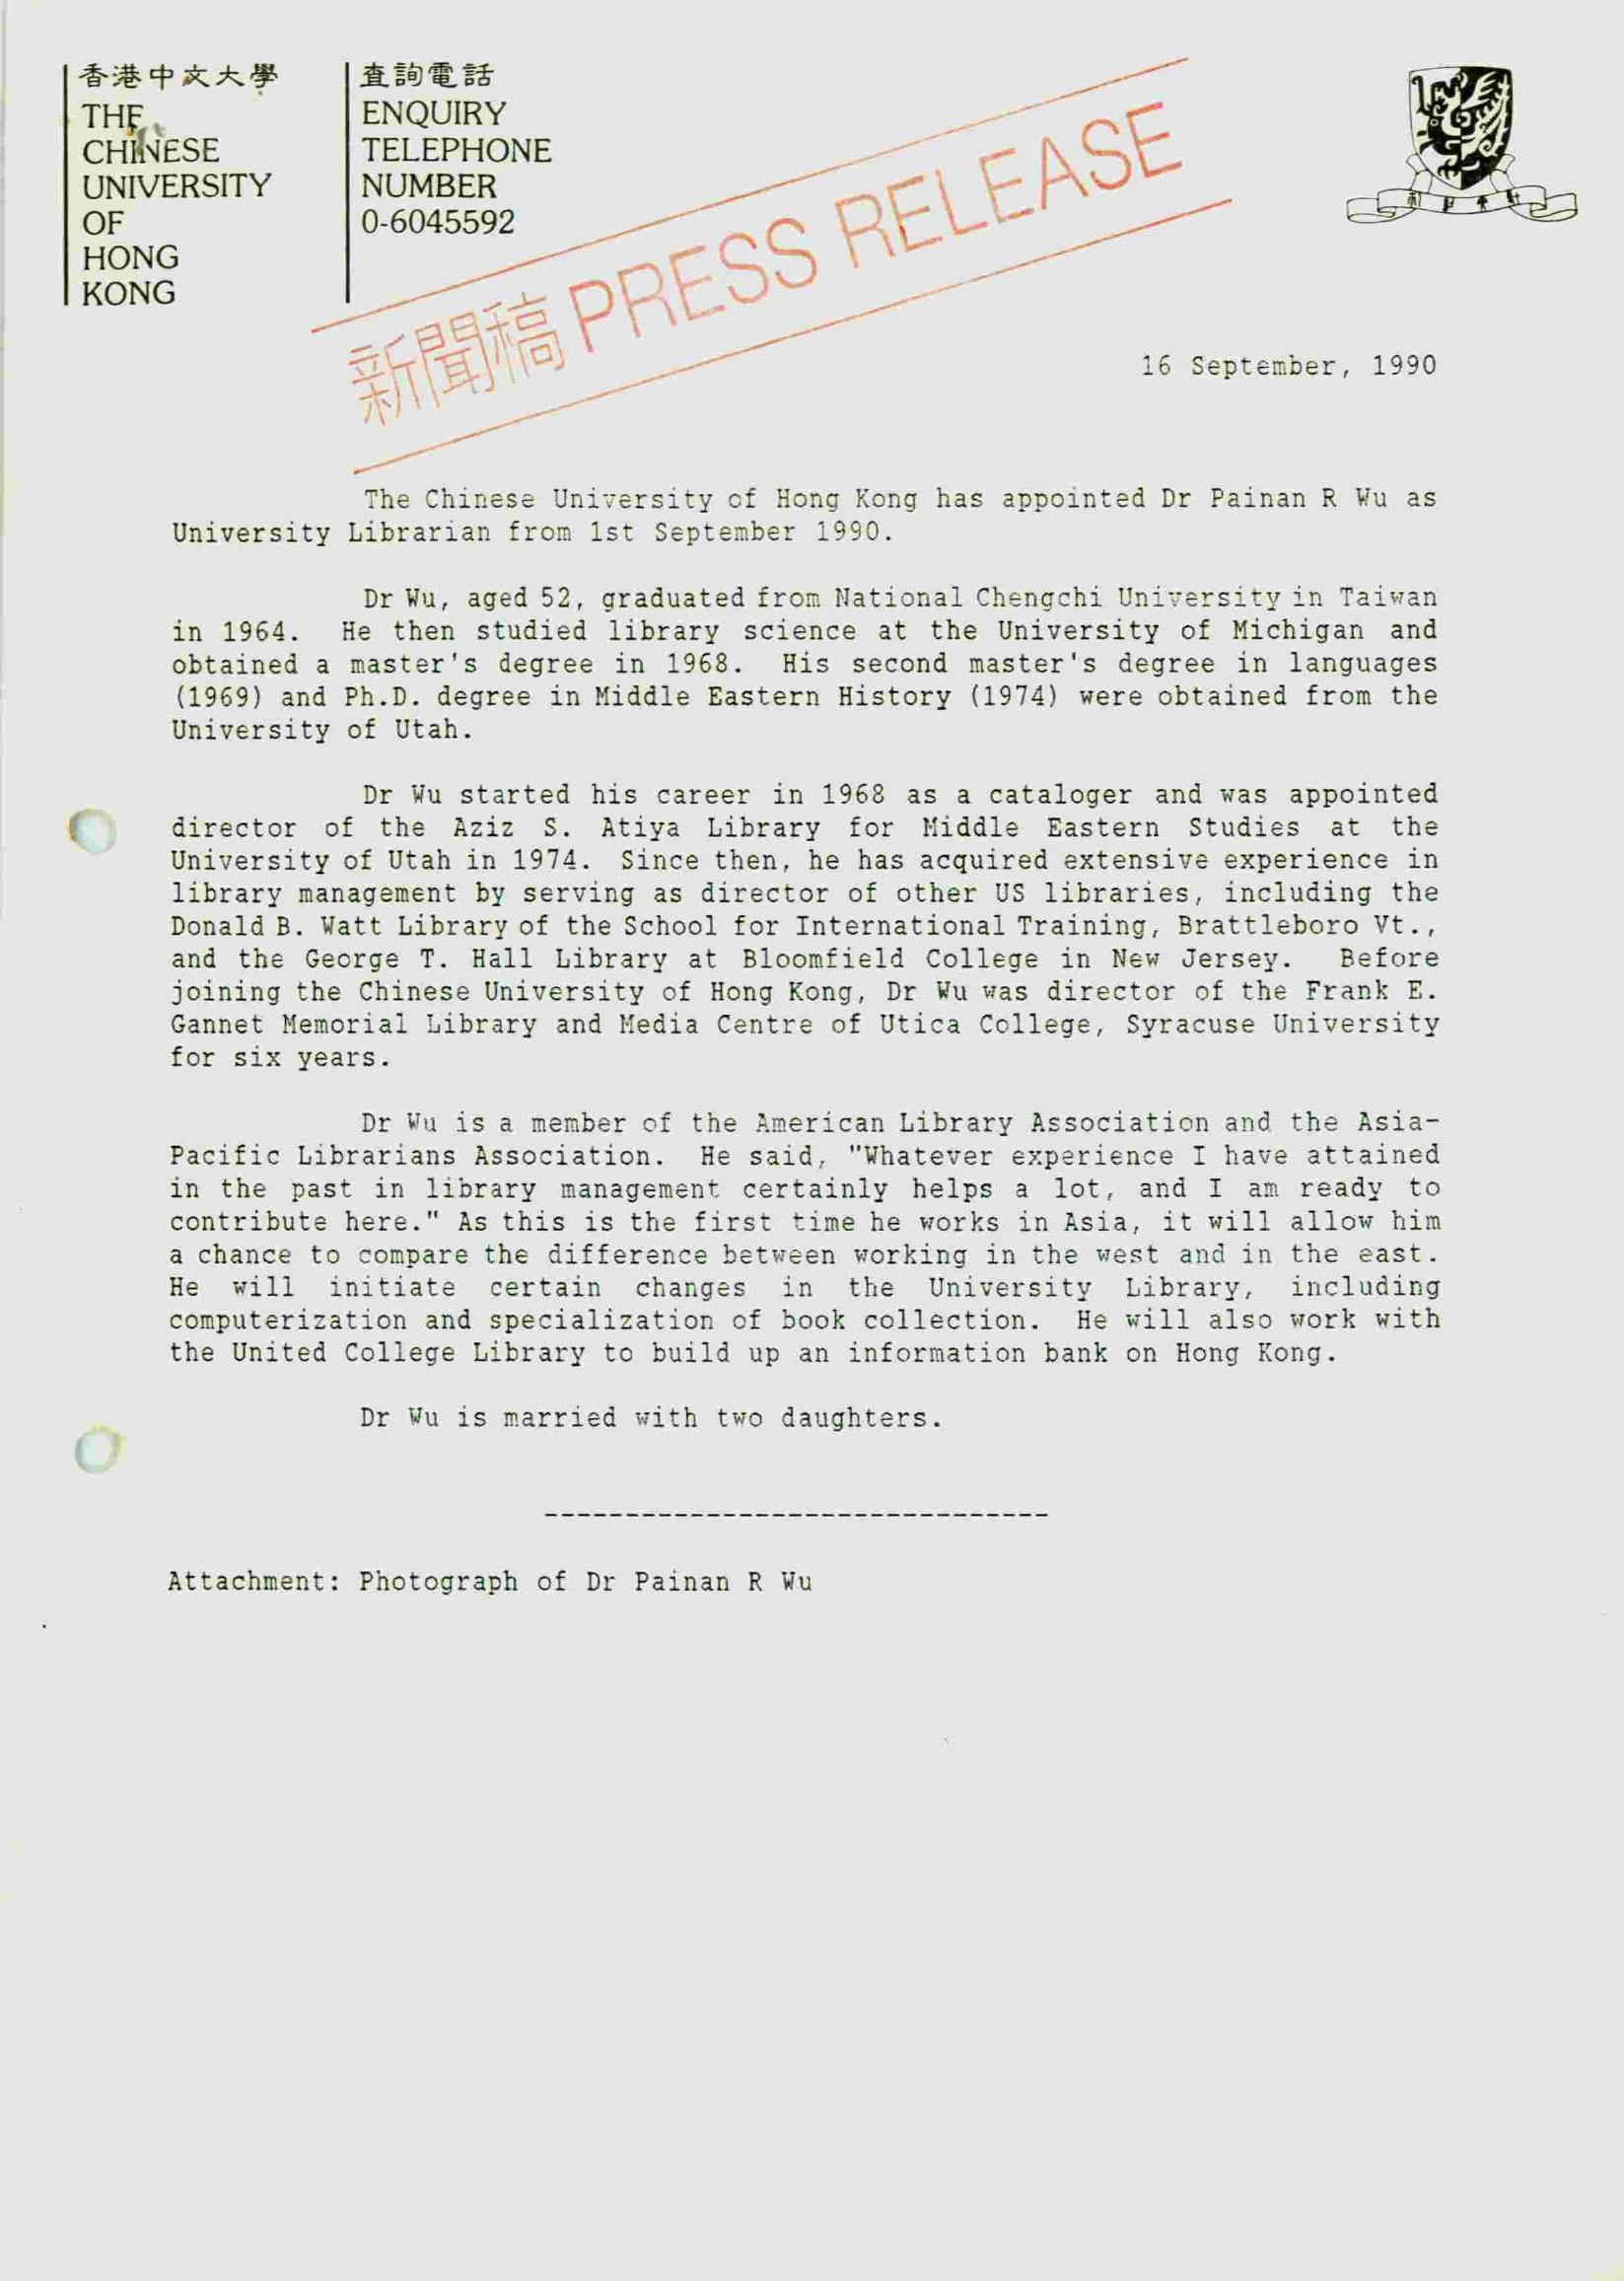 香港中文大學
THE
CHINESE
UNIVERSITY
OF
HONG
KONG
查詢電話
ENQUIRY
TELEPHONE
NUMBER
0-6045592
新聞稿 PRESS RELEASE
16 September, 1990
The Chinese University of Hong Kong has appointed Dr Painan R Wu as
University Librarian from 1st September 1990.
Dr Wu, aged 52, graduated from National Chengchi University in Taiwan
in 1964. He then studied library science at the University of Michigan and
obtained a master's degree in 1968. His second master's degree in languages
(1969) and Ph.D. degree in Middle Eastern History (1974) were obtained from the
University of Utah.
Dr Wu started his career in 1968 as a cataloger and was appointed
director of the Aziz S. Atiya Library for Middle Eastern Studies at the
University of Utah in 1974. Since then, he has acquired extensive experience in
library management by serving as director of other US libraries, including the
Donald B. Watt Library of the School for International Training, Brattleboro Vt.,
and the George T. Hall Library at Bloomfield College in New Jersey. Before
joining the Chinese University of Hong Kong, Dr Wu was director of the Frank E.
Gannet Memorial Library and Media Centre of Utica College, Syracuse University
for six years.
Dr Wu is a member of the American Library Association and the Asia-
Pacific Librarians Association. He said, "Whatever experience I have attained
in the past in library management certainly helps a lot, and I am ready to
contribute here." As this is the first time he works in Asia, it will allow him
a chance to compare the difference between working in the west and in the east.
He will initiate certain changes in the University Library, including
computerization and specialization of book collection. He will also work with
the United College Library to build up an information bank on Hong Kong.
Dr Wu is married with two daughters.
-------------------------------
Attachment: Photograph of Dr Painan R Wu